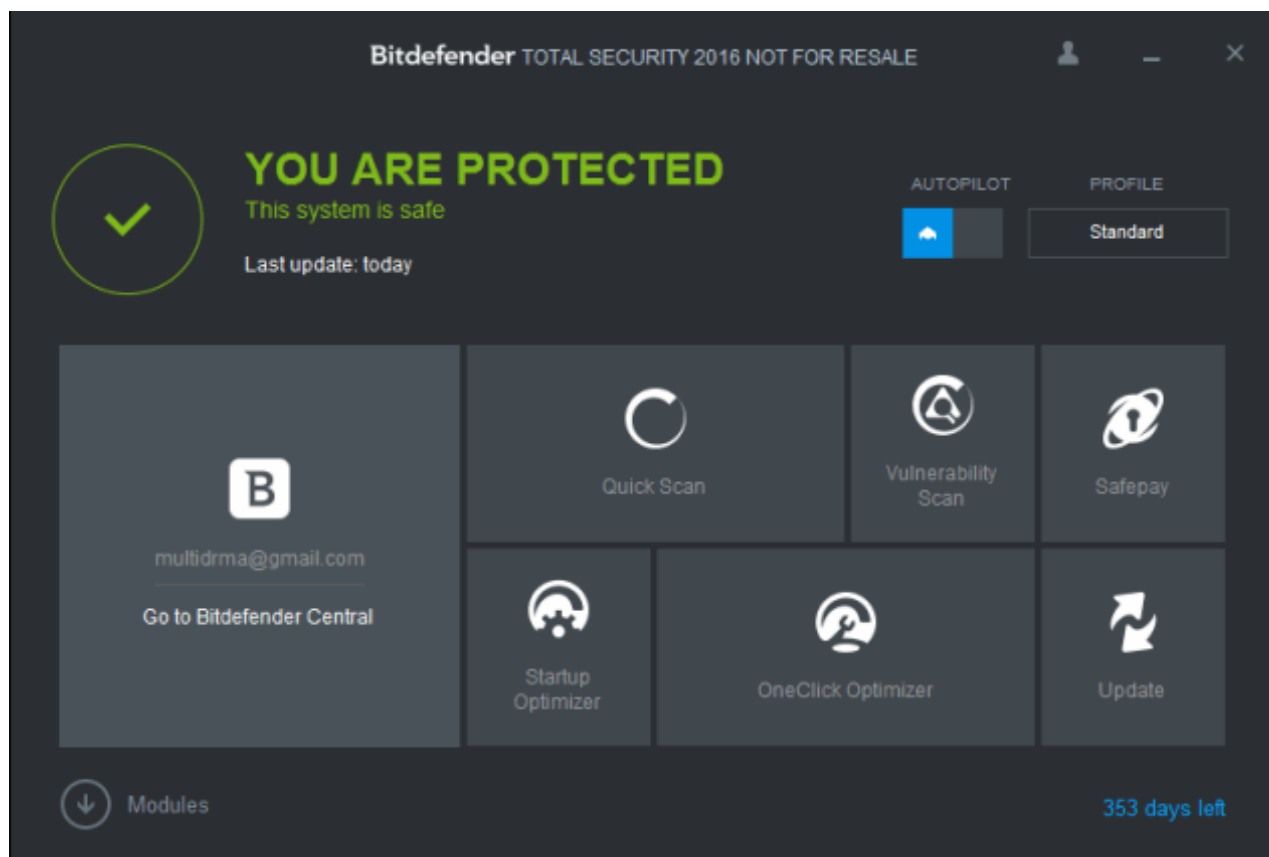 Bitdefender TOTAL SECURITY 2016 NOT FOR RESALE
YOU ARE PROTECTED
This system is safe
Last update: today
AUTOPILOT
PROFILE
Standard
B
multidrma@gmail.com
Go to Bitdefender Central
Quick Scan
Vulnerability
Scan
Safepay
Startup
Optimizer
OneClick Optimizer
Update
Modules
353 days left